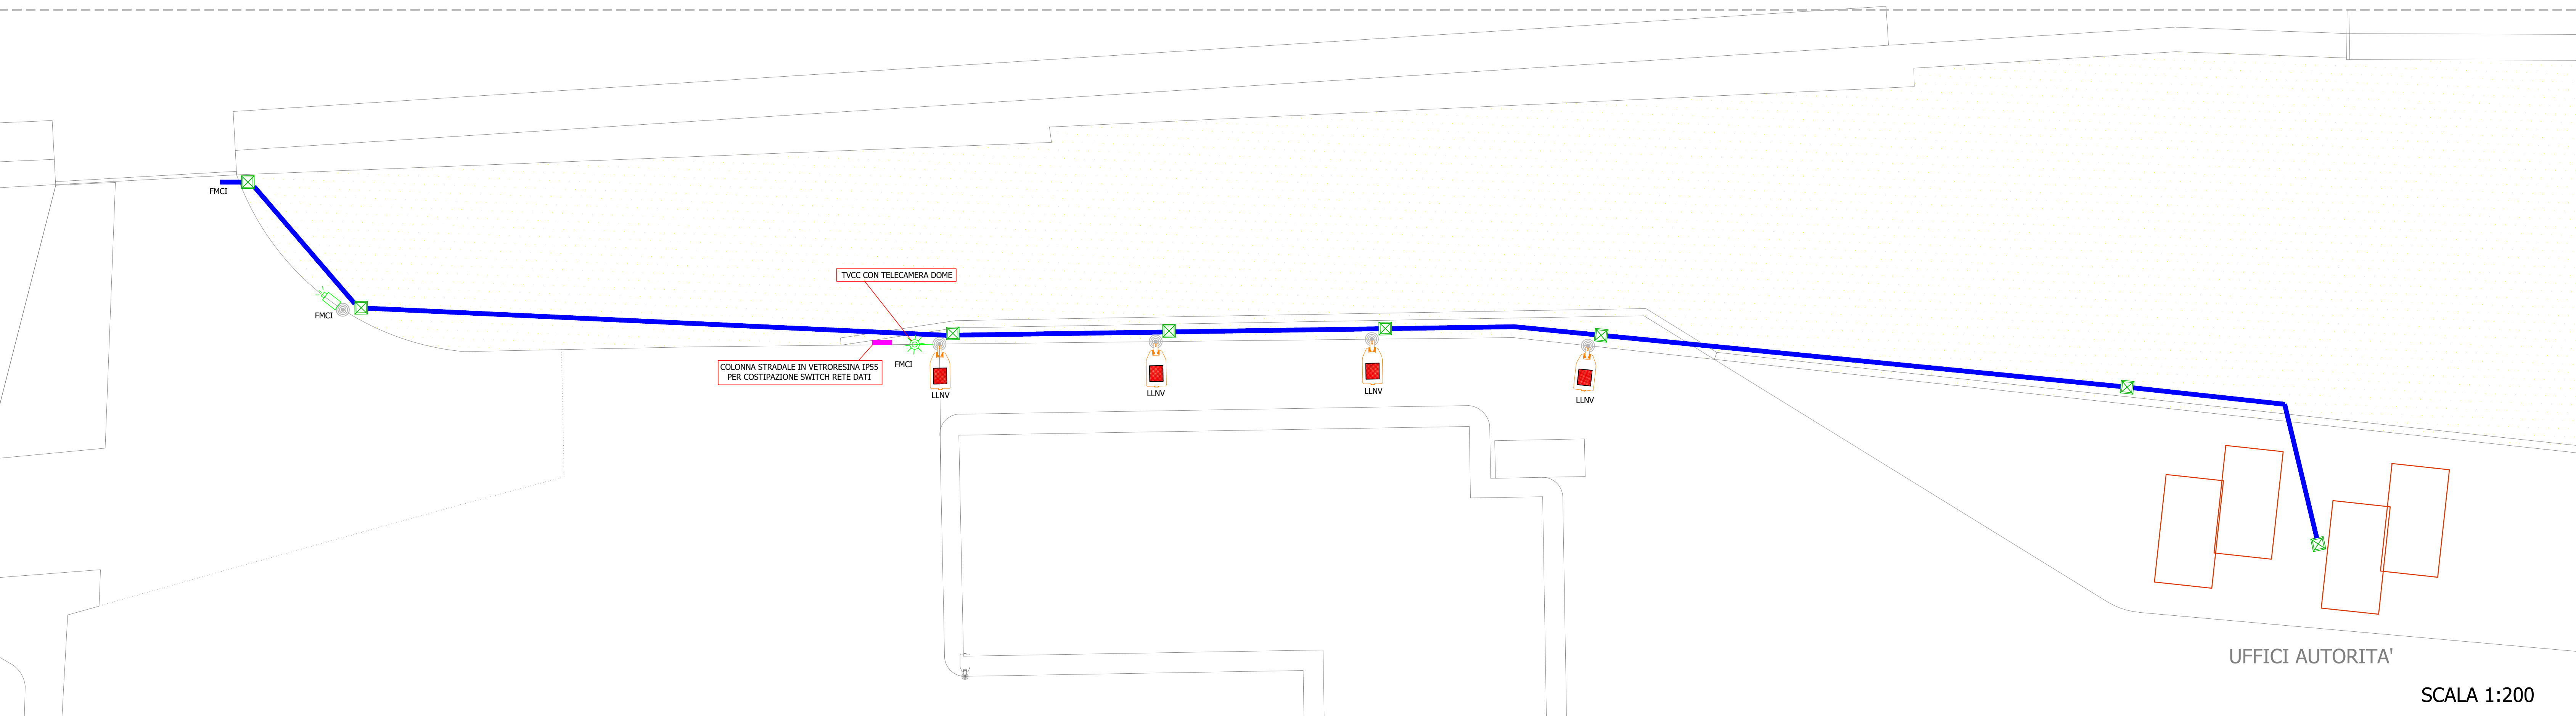 FMCI
TVCC CON TELECAMERA DOME
FMCI
COLONNA STRADALE IN VETRORESINA IP55
PER COSTIPAZIONE SWITCH RETE DATI
FMCI
LLNV
LLNV
LLNV
LLNV
UFFICI AUTORITA'
SCALA 1:200